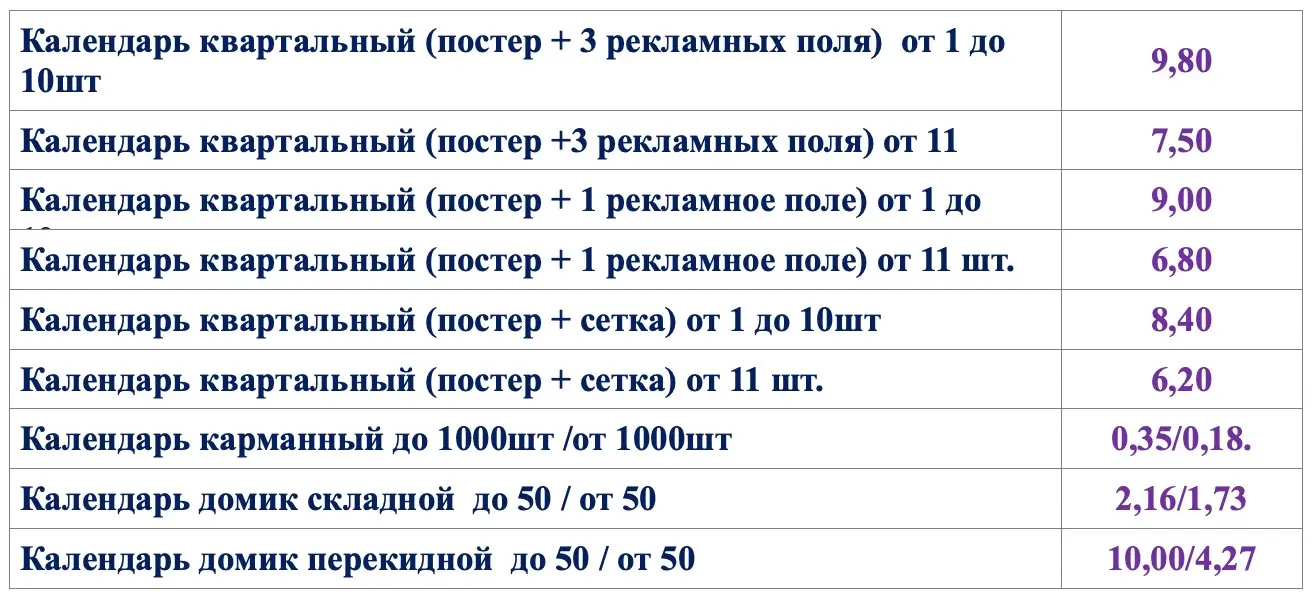 Календарь квартальный (постер + 3 рекламных поля) от 1 до
10шт
9,80
Календарь квартальный (постер +3 рекламных поля) от 11
7,50
Календарь квартальный (постер + 1 рекламное поле) от 1 до
9,00
Календарь квартальный (постер + 1 рекламное поле) от 11 шт.
6,80
Календарь квартальный (постер + сетка) от 1 до 10шт
8,40
Календарь квартальный (постер + сетка) от 11 шт.
6,20
Календарь карманный до 1000шт /от 1000шт
0,35/0,18.
Календарь домик складной до 50 / от 50
2,16/1,73
Календарь домик перекидной до 50 / от 50
10,00/4,27